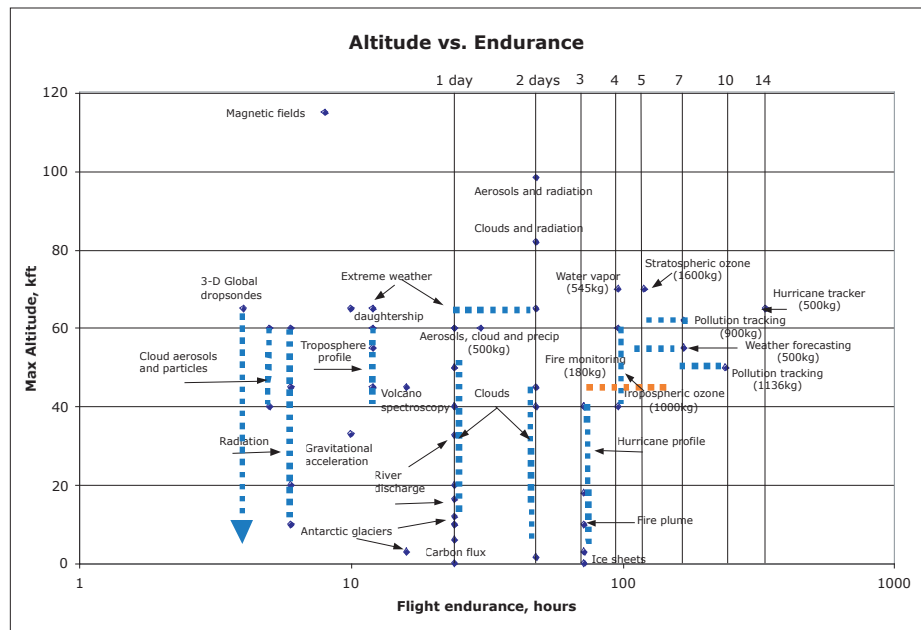 Altitude vs. Endurance
1 day
2 days
3
4
5
7
10
14
120
100
80
60
40
20
0
Max Altitude, kft
Magnetic fields
Aerosols and radiation
Clouds and radiation
3-D Global
dropsondes
Extreme weather
daughtership
Water vapor
(545kg)
Stratospheric ozone
(1600kg)
Hurricane tracker
(500kg)
Pollution tracking
(900kg)
Weather forecasting
(500kg)
Pollution tracking
(1136kg)
Aerosols, cloud and precip
(500kg)
Fire monitoring
(180kg)
Tropospheric ozone
(1000kg)
Cloud aerosols
and particles
Troposphere
profile
Volcano
spectroscopy
Clouds
Radiation
Gravitational
acceleration
River
discharge
Hurricane profile
Antarctic glaciers
Carbon flux
Fire plume
Ice sheets
1
10
100
1000
Flight endurance, hours